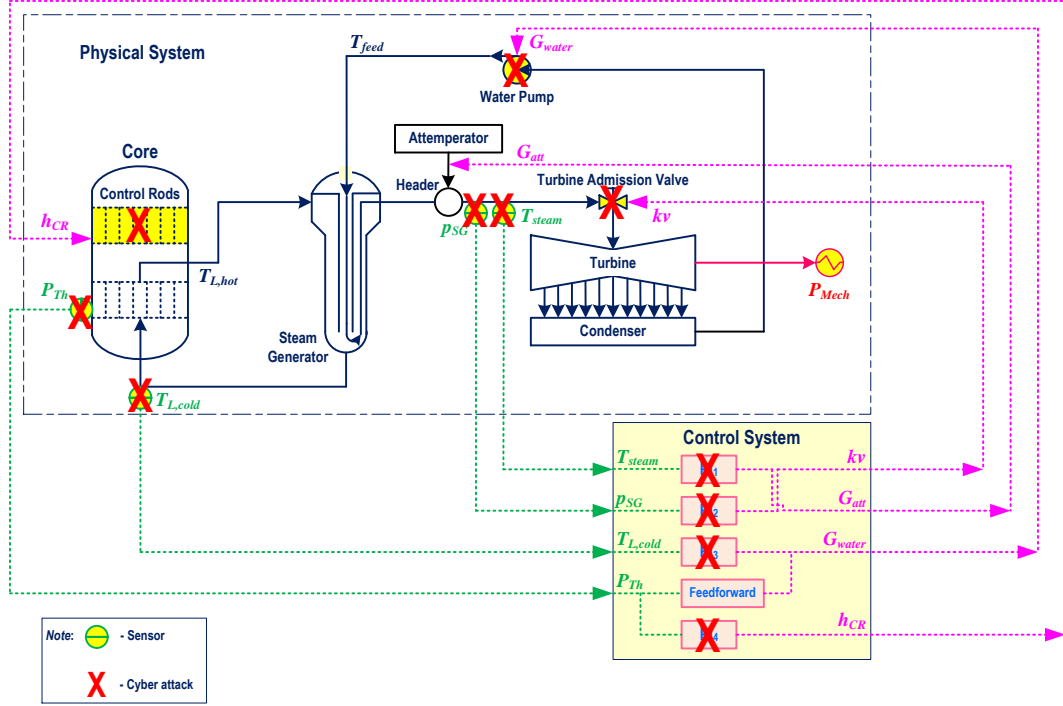 Physical System
T_feed
G_water
Water Pump
Attemperator
G_att
Core
Header
Turbine Admission Valve
Control Rods
h_CR
p_SG
T_steam
kv
T_L,hot
Turbine
P_Th
P_Mech
Steam
Generator
Condenser
T_L,cold
Control System
T_steam
kv
p_SG
G_att
T_L,cold
G_water
P_Th
Feedforward
h_CR
Note:
- Sensor
- Cyber attack